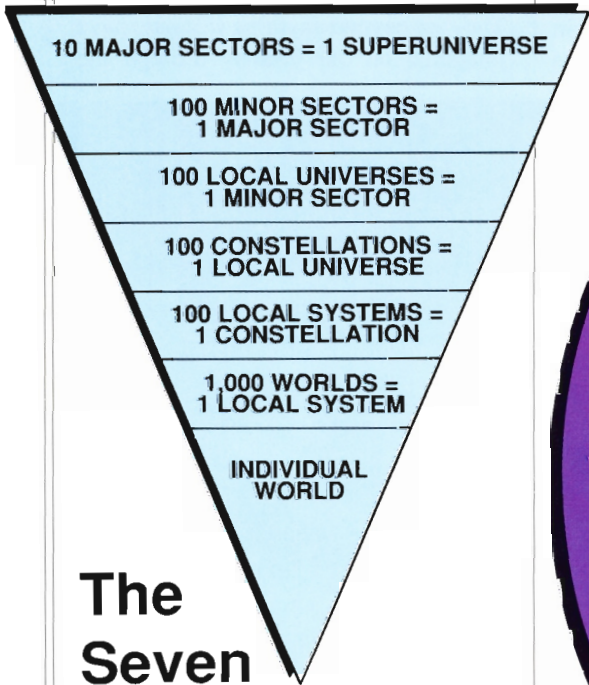 10 MAJOR SECTORS = 1 SUPERUNIVERSE
100 MINOR SECTORS =
1 MAJOR SECTOR
100 LOCAL UNIVERSES =
1 MINOR SECTOR
100 CONSTELLATIONS =
1 LOCAL UNIVERSE
100 LOCAL SYSTEMS =
1 CONSTELLATION
1,000 WORLDS =
1 LOCAL SYSTEM
INDIVIDUAL
WORLD
The
Seven